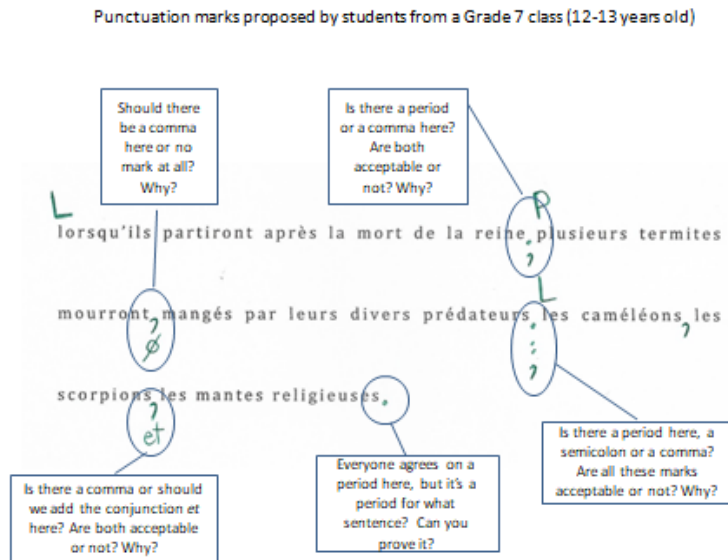 Punctuation marks proposed by students from a Grade 7 class (12-13 years old)
Should there
be a comma
here or no
mark at all?
Why?
Is there a period
or a comma here?
Are both
acceptable or
not? Why?
L
P
lorsqu'ils partiront après la mort de la reine . plusieurs termites
,
L
mourront, mangés par leurs divers prédateurs . les caméléons, les
ø
:
,
scorpions les mantes religieuses.
,
et
Is there a comma or should
we add the conjunction et
here? Are both acceptable
or not? Why?
Everyone agrees on a
period here, but it's a
period for what
sentence? Can you
prove it?
Is there a period here, a
semicolon or a comma?
Are all these marks
acceptable or not? Why?